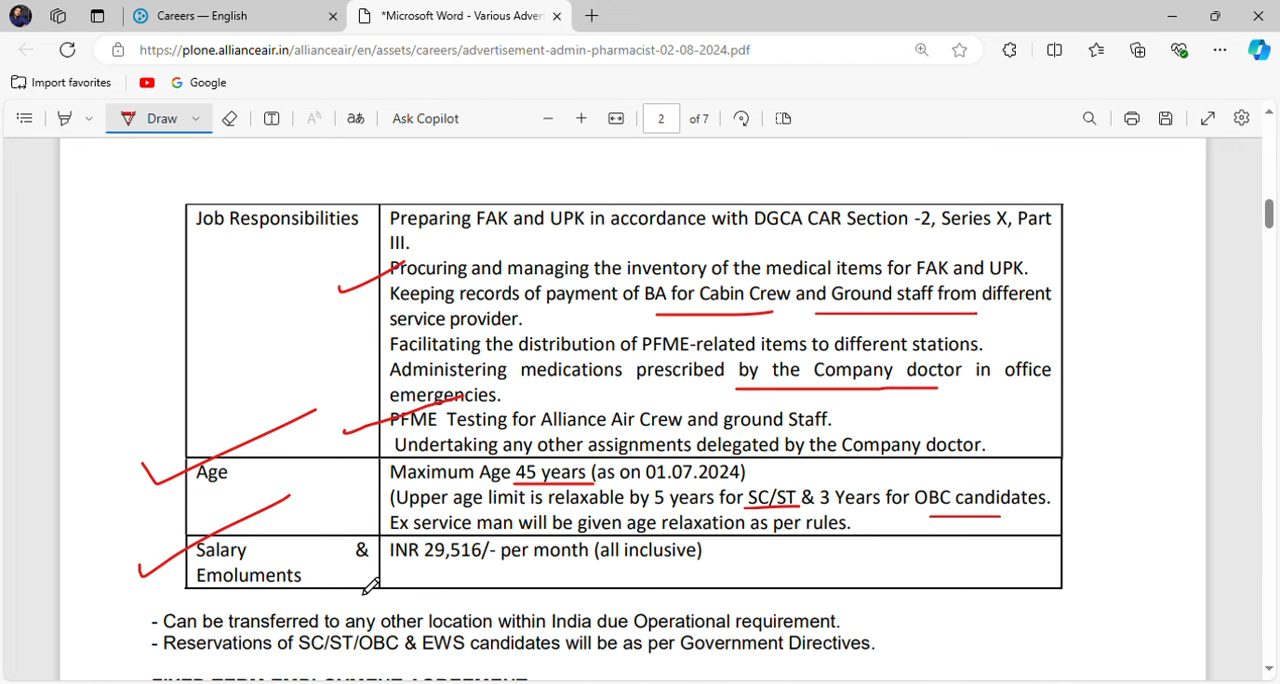 Careers — English
*Microsoft Word - Various Adver
https://plone.allianceair.in/allianceair/en/assets/careers/advertisement-admin-pharmacist-02-08-2024.pdf
Import favorites
Google
Draw
Ask Copilot
2 of 7
Job Responsibilities
Preparing FAK and UPK in accordance with DGCA CAR Section -2, Series X, Part
III.
Procuring and managing the inventory of the medical items for FAK and UPK.
Keeping records of payment of BA for Cabin Crew and Ground staff from different
service provider.
Facilitating the distribution of PFME-related items to different stations.
Administering medications prescribed by the Company doctor in office
emergencies.
PFME Testing for Alliance Air Crew and ground Staff.
Undertaking any other assignments delegated by the Company doctor.
Age
Maximum Age 45 years (as on 01.07.2024)
(Upper age limit is relaxable by 5 years for SC/ST & 3 Years for OBC candidates.
Ex service man will be given age relaxation as per rules.
Salary &
Emoluments
INR 29,516/- per month (all inclusive)
- Can be transferred to any other location within India due Operational requirement.
- Reservations of SC/ST/OBC & EWS candidates will be as per Government Directives.